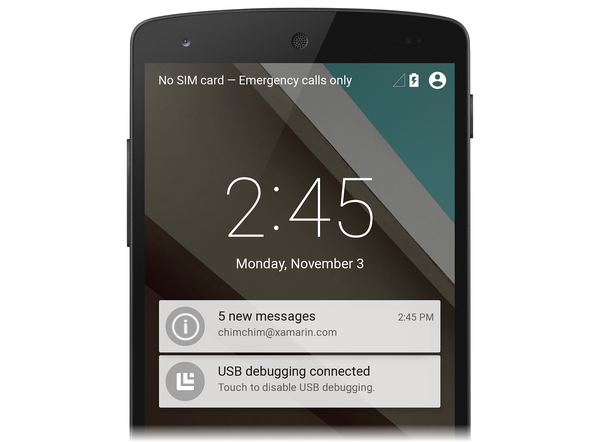 No SIM card — Emergency calls only
2:45
Monday, November 3
5 new messages
2:45 PM
chimchim@xamarin.com
USB debugging connected
Touch to disable USB debugging.